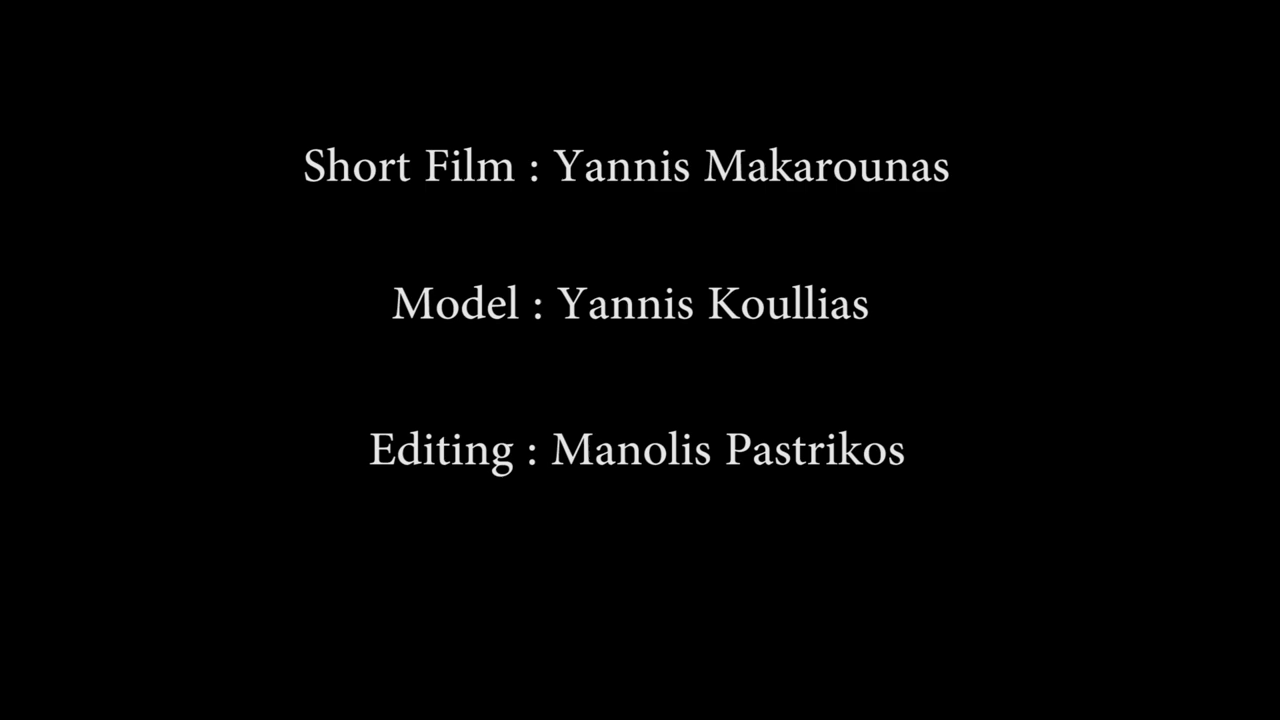 Short Film : Yannis Makarounas
Model : Yannis Koullias
Editing : Manolis Pastrikos